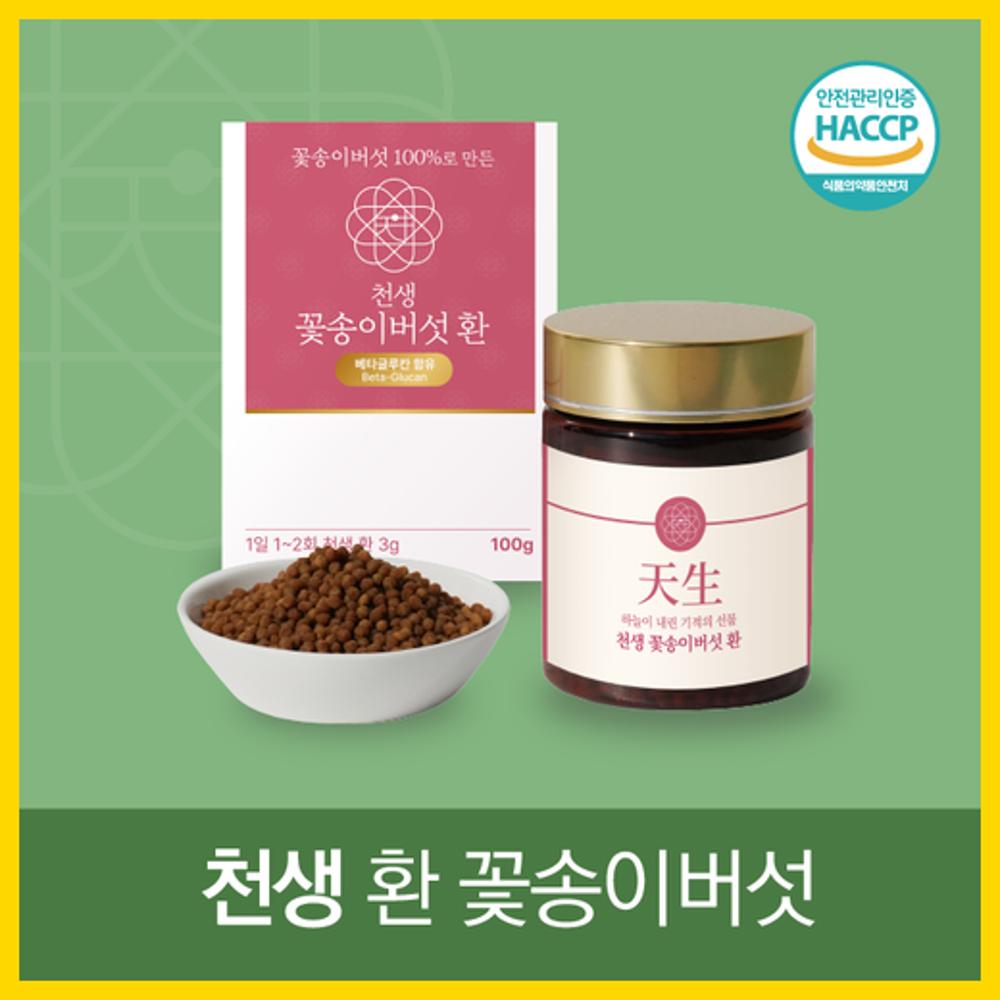 안전관리인증
HACCP
식품의약품안전처
꽃송이버섯 100%로 만든
천생
꽃송이버섯 환
베타글루칸 함유
Beta-Glucan
1일 1~2회 천생 환 3g
100g
天生
하늘이 내린 기적의 선물
천생 꽃송이버섯 환
천생 환 꽃송이버섯